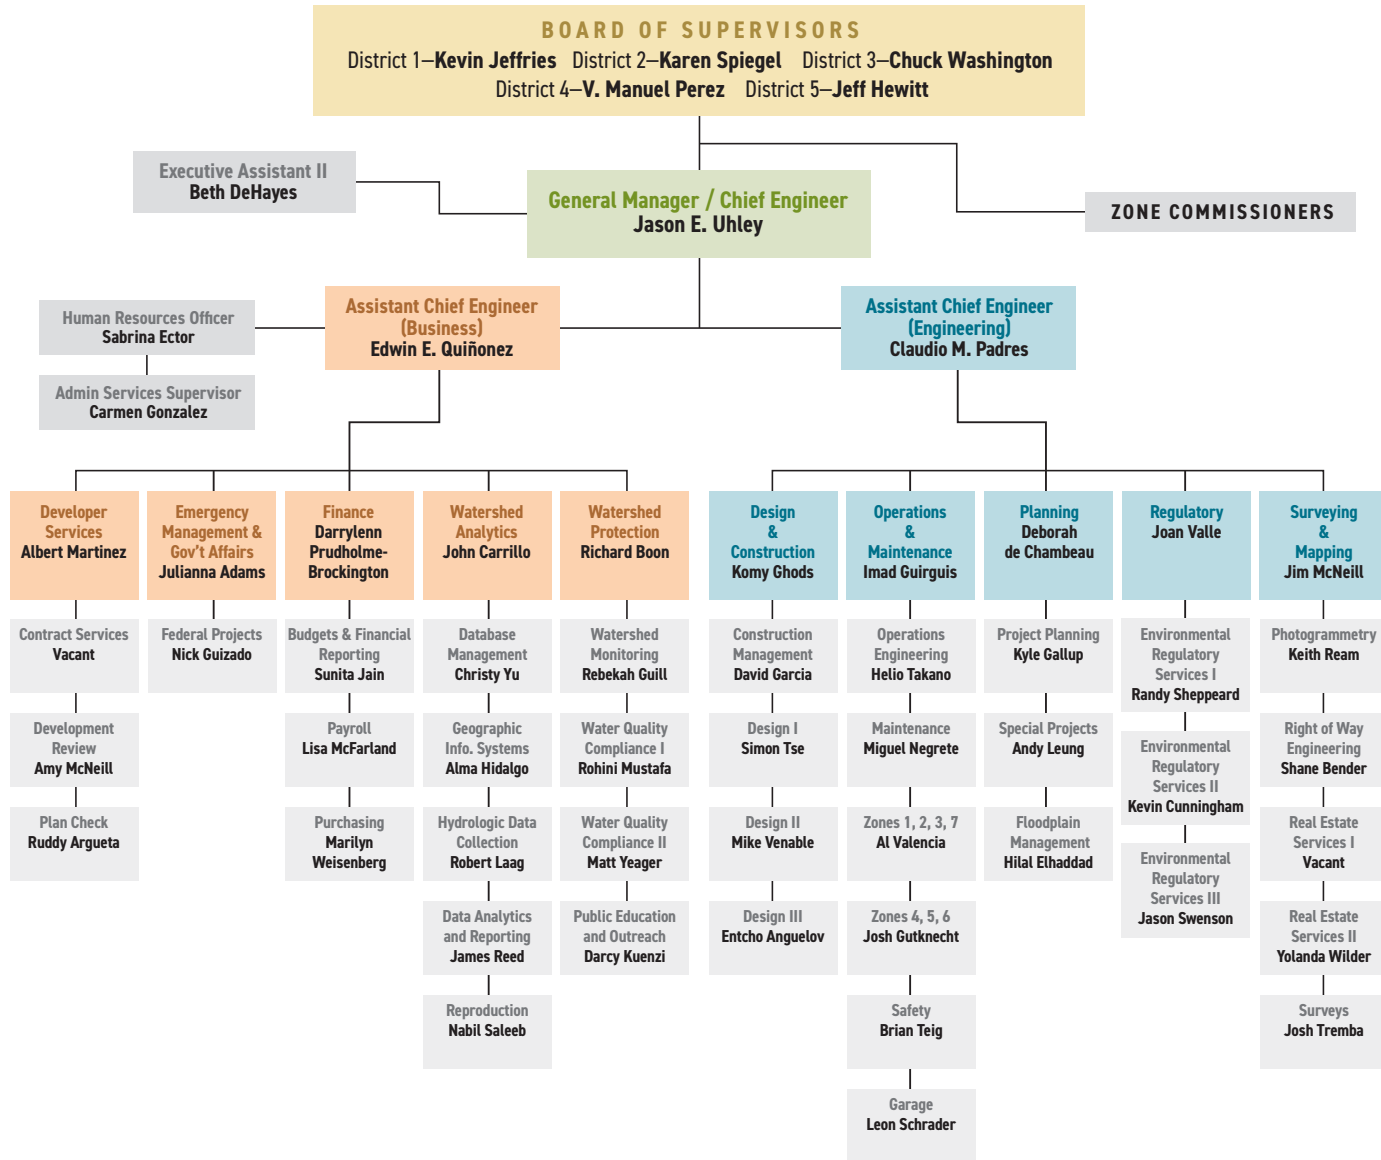 BOARD OF SUPERVISORS
District 1–Kevin Jeffries District 2–Karen Spiegel District 3–Chuck Washington
District 4–V. Manuel Perez District 5–Jeff Hewitt
Executive Assistant II
Beth DeHayes
General Manager / Chief Engineer
Jason E. Uhley
ZONE COMMISSIONERS
Human Resources Officer
Sabrina Ector
Admin Services Supervisor
Carmen Gonzalez
Assistant Chief Engineer
(Business)
Edwin E. Quiñonez
Assistant Chief Engineer
(Engineering)
Claudio M. Padres
Developer
Services
Albert Martinez
Contract Services
Vacant
Development
Review
Amy McNeill
Plan Check
Ruddy Argueta
Emergency
Management &
Gov't Affairs
Julianna Adams
Federal Projects
Nick Guizado
Finance
Darrylenn
Prudholme-
Brockington
Budgets & Financial
Reporting
Sunita Jain
Payroll
Lisa McFarland
Purchasing
Marilyn
Weisenberg
Watershed
Analytics
John Carrillo
Database
Management
Christy Yu
Geographic
Info. Systems
Alma Hidalgo
Hydrologic Data
Collection
Robert Laag
Data Analytics
and Reporting
James Reed
Reproduction
Nabil Saleeb
Watershed
Protection
Richard Boon
Watershed
Monitoring
Rebekah Guill
Water Quality
Compliance I
Rohini Mustafa
Water Quality
Compliance II
Matt Yeager
Public Education
and Outreach
Darcy Kuenzi
Design
&
Construction
Komy Ghods
Construction
Management
David Garcia
Design I
Simon Tse
Design II
Mike Venable
Design III
Entcho Anguelov
Operations
&
Maintenance
Imad Guirguis
Operations
Engineering
Helio Takano
Maintenance
Miguel Negrete
Zones 1, 2, 3, 7
Al Valencia
Zones 4, 5, 6
Josh Gutknecht
Safety
Brian Teig
Garage
Leon Schrader
Planning
Deborah
de Chambeau
Project Planning
Kyle Gallup
Special Projects
Andy Leung
Floodplain
Management
Hilal Elhaddad
Regulatory
Joan Valle
Environmental
Regulatory
Services I
Randy Sheppeard
Environmental
Regulatory
Services II
Kevin Cunningham
Environmental
Regulatory
Services III
Jason Swenson
Surveying
&
Mapping
Jim McNeill
Photogrammetry
Keith Ream
Right of Way
Engineering
Shane Bender
Real Estate
Services I
Vacant
Real Estate
Services II
Yolanda Wilder
Surveys
Josh Tremba